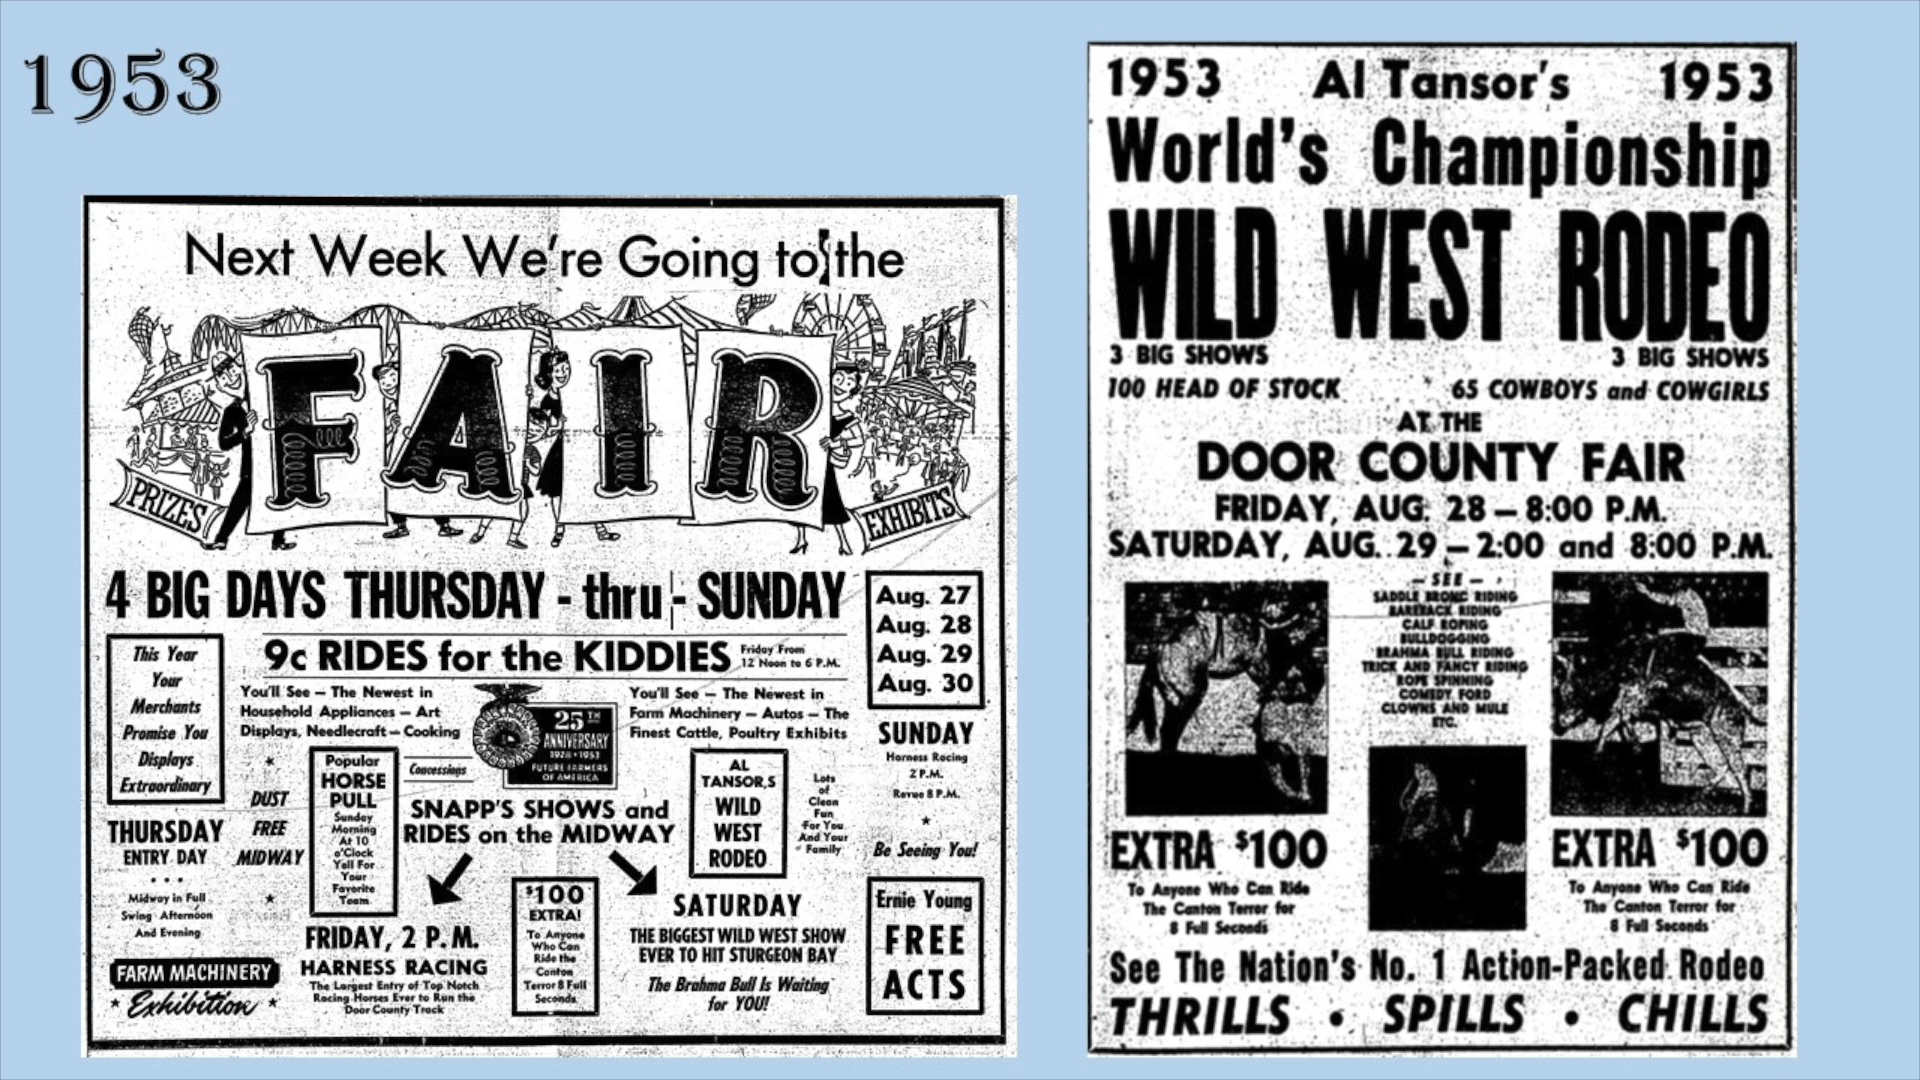 1953
Next Week We're Going to the
FAIR
PRIZES
EXHIBITS
4 BIG DAYS THURSDAY - thru - SUNDAY
Aug. 27
Aug. 28
Aug. 29
Aug. 30
9c RIDES for the KIDDIES
Friday From
12 Noon to 6 P.M.
This Year
Your
Merchants
Promise You
Displays
Extraordinary
You'll See — The Newest in
Household Appliances — Art
Displays, Needlecraft — Cooking
25TH
ANNIVERSARY
1928 • 1953
FUTURE FARMERS
OF AMERICA
You'll See — The Newest in
Farm Machinery — Autos — The
Finest Cattle, Poultry Exhibits
SUNDAY
Harness Racing
2 P.M.
Revue 8 P.M.
★
Be Seeing You!
THURSDAY
ENTRY DAY
• • •
Midway in Full
Swing Afternoon
And Evening
★
DUST
FREE
MIDWAY
★
Popular
HORSE
PULL
Sunday
Morning
At 10
o'Clock
Yell For
Your
Favorite
Team
Concessions
SNAPP'S SHOWS and
RIDES on the MIDWAY
AL
TANSOR,S
WILD
WEST
RODEO
Lots
of
Clean
Fun
For You
And Your
Family
FARM MACHINERY
★ Exhibition ★
FRIDAY, 2 P.M.
HARNESS RACING
The Largest Entry of Top Notch
Racing Horses Ever to Run the
Door County Track
$100
EXTRA!
To Anyone
Who Can
Ride the
Canton
Terror 8 Full
Seconds.
SATURDAY
THE BIGGEST WILD WEST SHOW
EVER TO HIT STURGEON BAY
The Brahma Bull Is Waiting
for YOU!
Ernie Young
FREE
ACTS
1953 Al Tansor's 1953
World's Championship
WILD WEST RODEO
3 BIG SHOWS 3 BIG SHOWS
100 HEAD OF STOCK 65 COWBOYS and COWGIRLS
AT THE
DOOR COUNTY FAIR
FRIDAY, AUG. 28 — 8:00 P.M.
SATURDAY, AUG. 29 — 2:00 and 8:00 P.M.
— SEE —
SADDLE BRONC RIDING
BAREBACK RIDING
CALF ROPING
BULLDOGGING
BRAHMA BULL RIDING
TRICK AND FANCY RIDING
ROPE SPINNING
COMEDY FORD
CLOWNS AND MULE
ETC.
EXTRA $100
To Anyone Who Can Ride
The Canton Terror for
8 Full Seconds
EXTRA $100
To Anyone Who Can Ride
The Canton Terror for
8 Full Seconds
See The Nation's No. 1 Action-Packed Rodeo
THRILLS • SPILLS • CHILLS